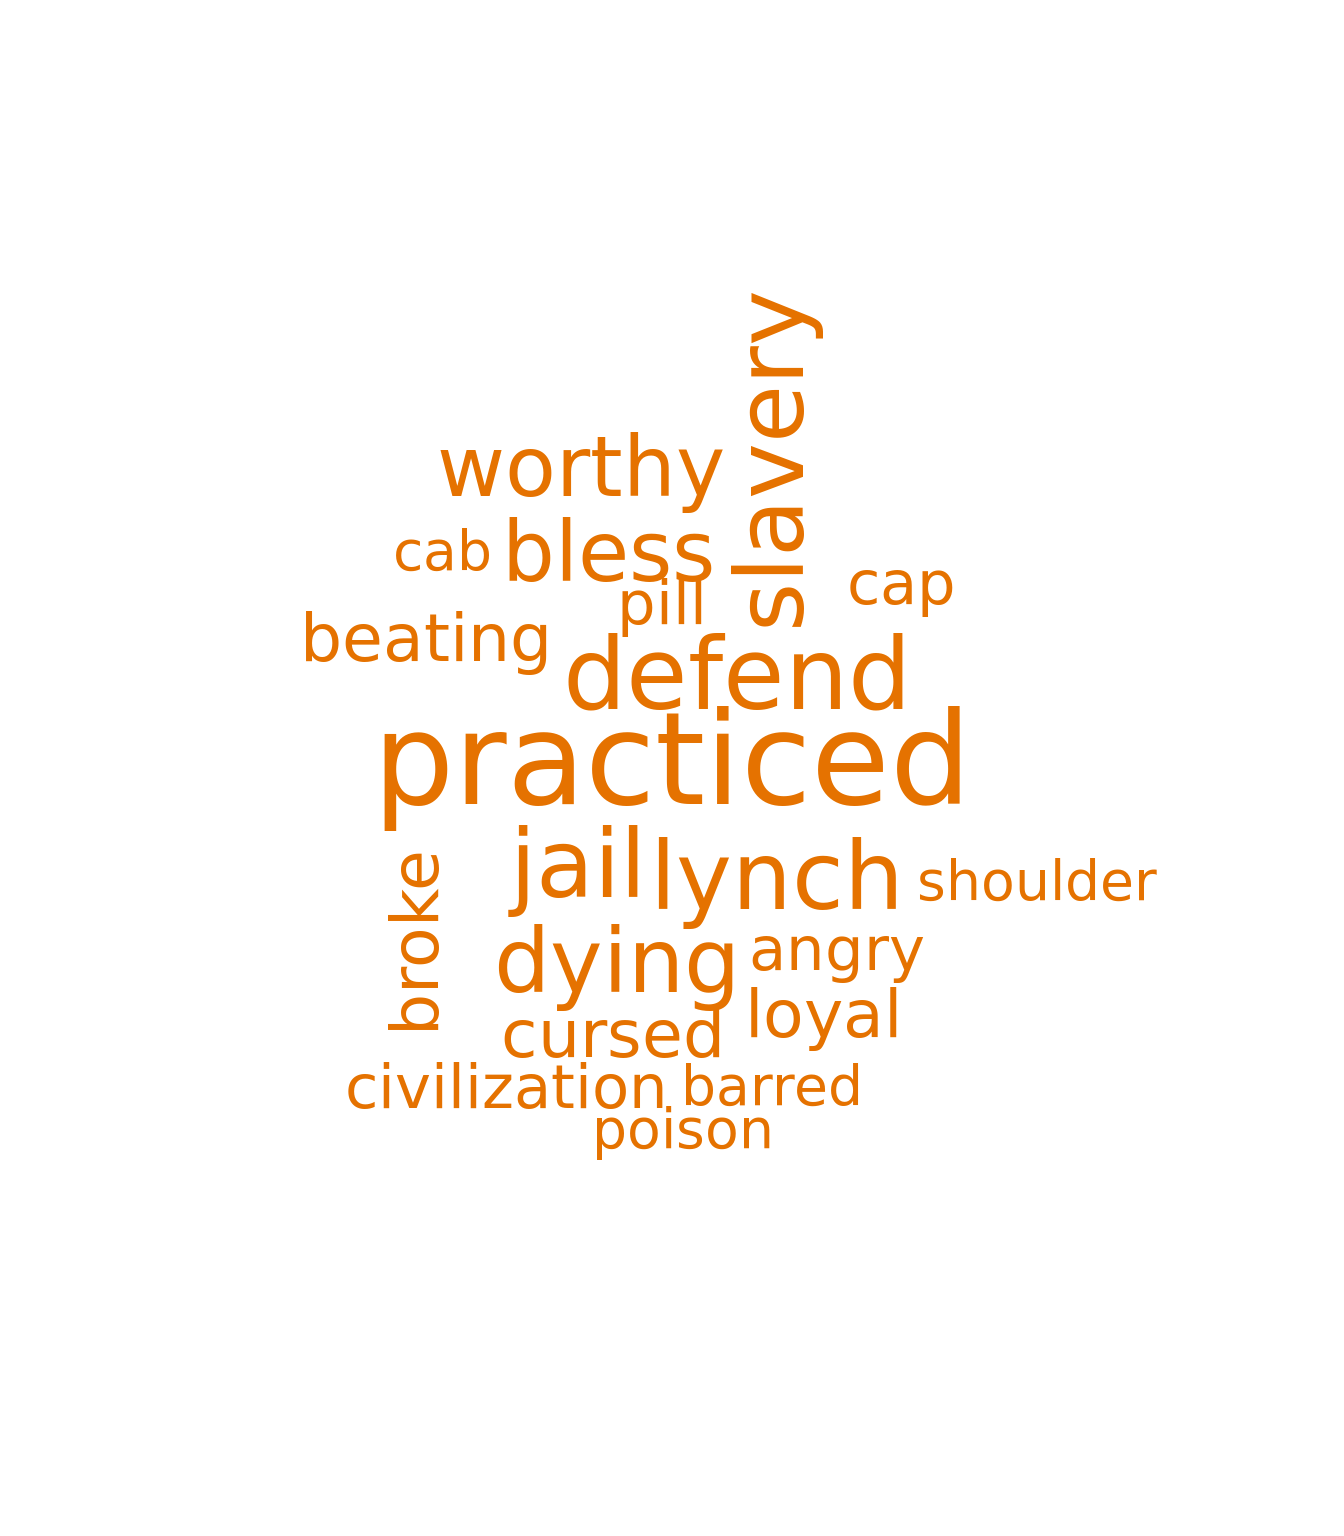 slavery
worthy
cab
bless
pill
cap
beating
defend
practiced
jail
lynch
shoulder
broke
dying
angry
cursed
loyal
civilization
barred
poison